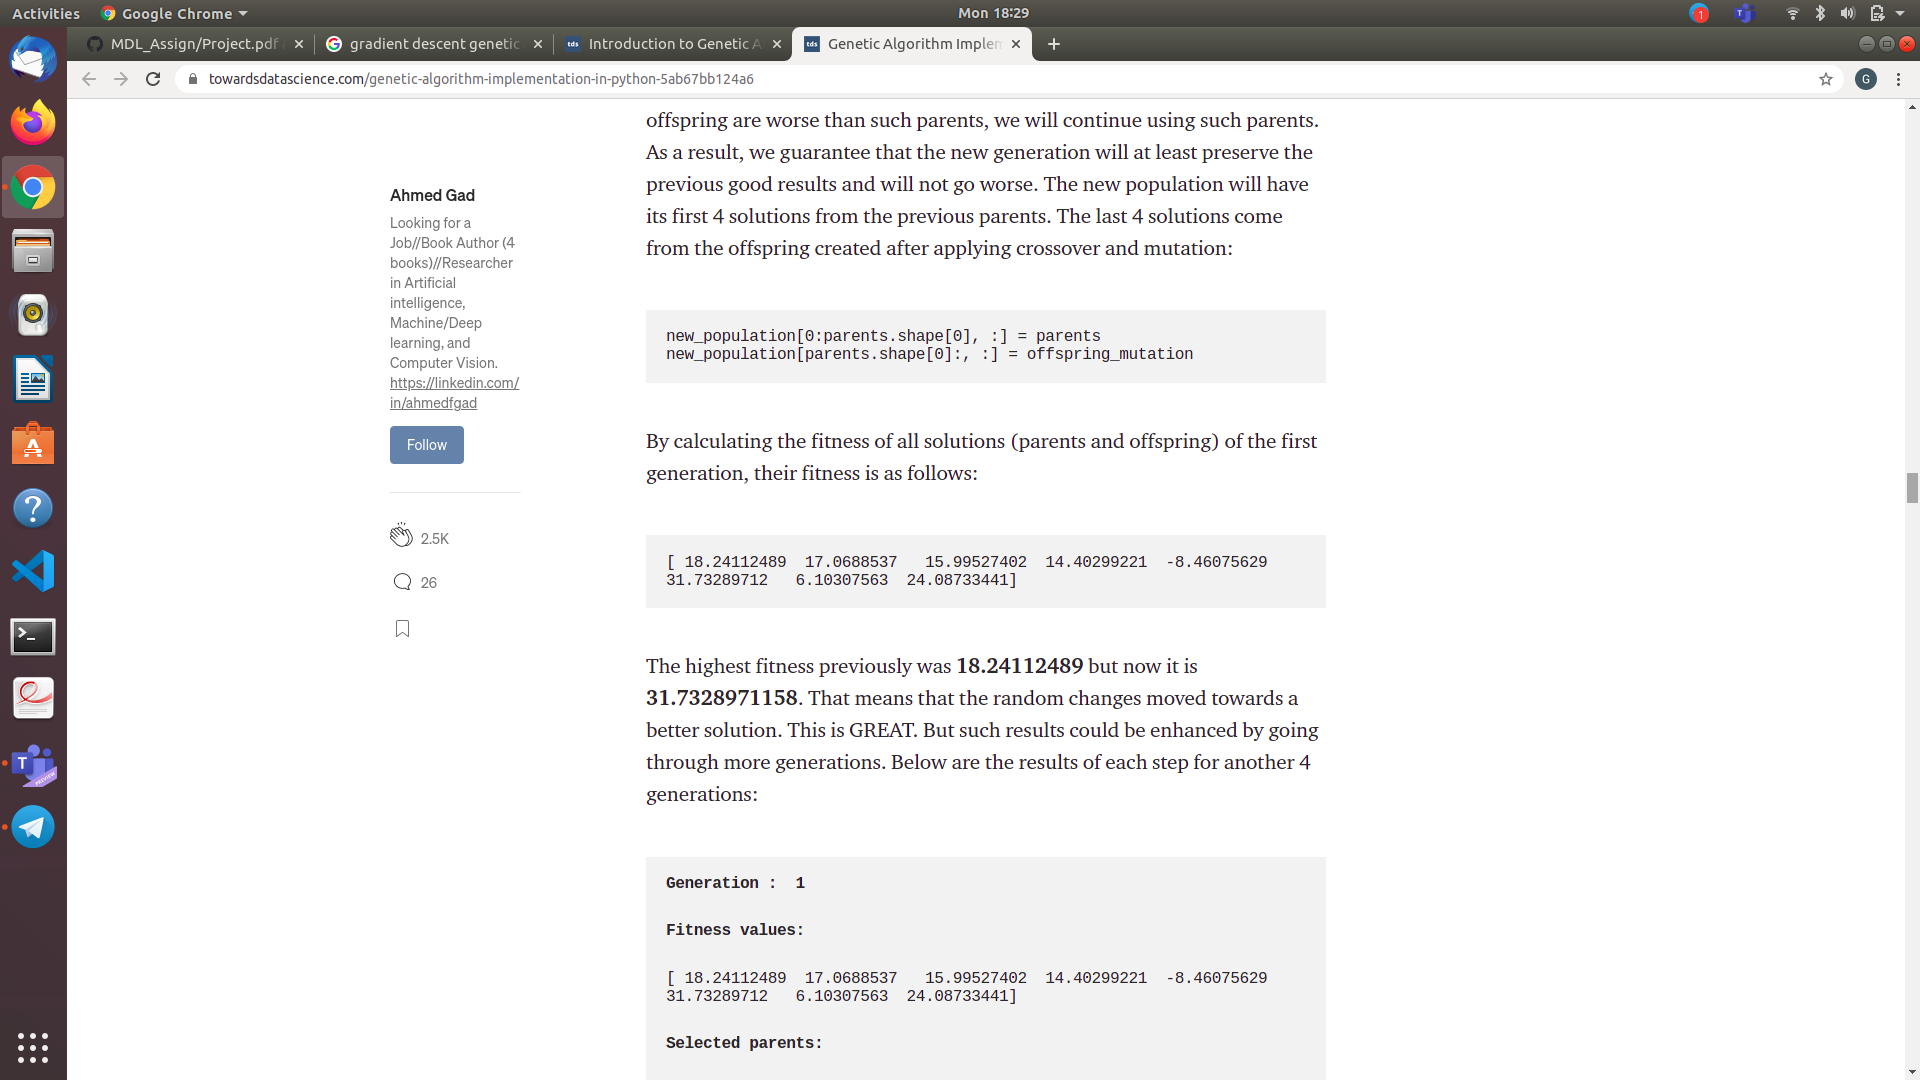 Activities
Google Chrome
Mon 18:29
1
MDL_Assign/Project.pdf
gradient descent genetic
tds
Introduction to Genetic A
tds
Genetic Algorithm Implem
towardsdatascience.com/genetic-algorithm-implementation-in-python-5ab67bb124a6
G
offspring are worse than such parents, we will continue using such parents.
As a result, we guarantee that the new generation will at least preserve the
previous good results and will not go worse. The new population will have
its first 4 solutions from the previous parents. The last 4 solutions come
from the offspring created after applying crossover and mutation:
Ahmed Gad
Looking for a
Job//Book Author (4
books)//Researcher
in Artificial
intelligence,
Machine/Deep
learning, and
Computer Vision.
https://linkedin.com/
in/ahmedfgad
Follow
2.5K
26
new_population[0:parents.shape[0], :] = parents
new_population[parents.shape[0]:, :] = offspring_mutation
By calculating the fitness of all solutions (parents and offspring) of the first
generation, their fitness is as follows:
[ 18.24112489  17.0688537   15.99527402  14.40299221  -8.46075629
31.73289712   6.10307563  24.08733441]
The highest fitness previously was 18.24112489 but now it is
31.7328971158. That means that the random changes moved towards a
better solution. This is GREAT. But such results could be enhanced by going
through more generations. Below are the results of each step for another 4
generations:
Generation :  1
Fitness values:
[ 18.24112489  17.0688537   15.99527402  14.40299221  -8.46075629
31.73289712   6.10307563  24.08733441]
Selected parents: